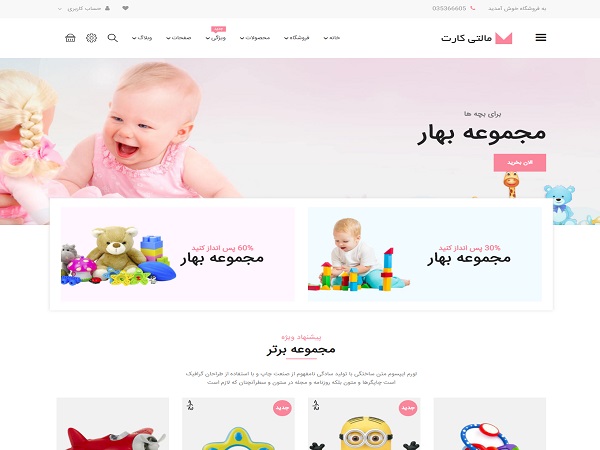 به فروشگاه خوش آمدید
035366605
حساب کاربری
مالتی کارت
خانه
فروشگاه
محصولات
ویژگی
جدید
صفحات
وبلاگ
برای بچه ها
مجموعه بهار
الان بخرید
30% پس انداز کنید
مجموعه بهار
60% پس انداز کنید
مجموعه بهار
پیشنهاد ویژه
مجموعه برتر
لورم ایپسوم متن ساختگی با تولید سادگی نامفهوم از صنعت چاپ و با استفاده از طراحان گرافیک
است چاپگرها و متون بلکه روزنامه و مجله در ستون و سطرآنچنان که لازم است
جدید
جدید